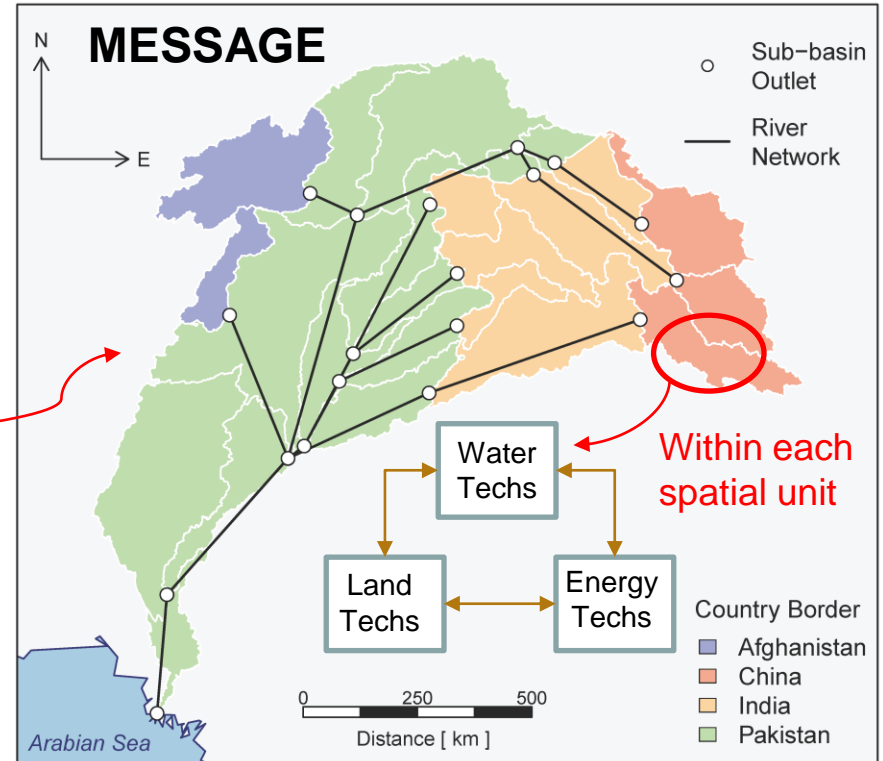 MESSAGE
N
E
Sub−basin
Outlet
River
Network
Within each
spatial unit
Water
Techs
Land
Techs
Energy
Techs
Country Border
Afghanistan
China
India
Pakistan
0 250 500
Distance [ km ]
Arabian Sea